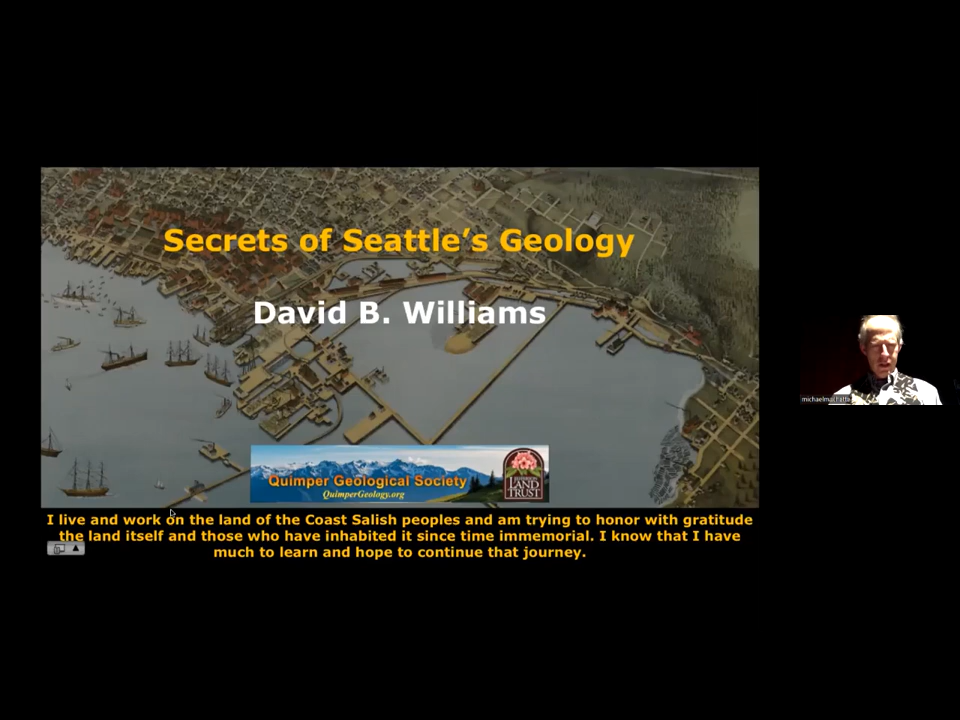 Secrets of Seattle’s Geology
David B. Williams
Quimper Geological Society
QuimperGeology.org
LAND
TRUST
I live and work on the land of the Coast Salish peoples and am trying to honor with gratitude
the land itself and those who have inhabited it since time immemorial. I know that I have
much to learn and hope to continue that journey.